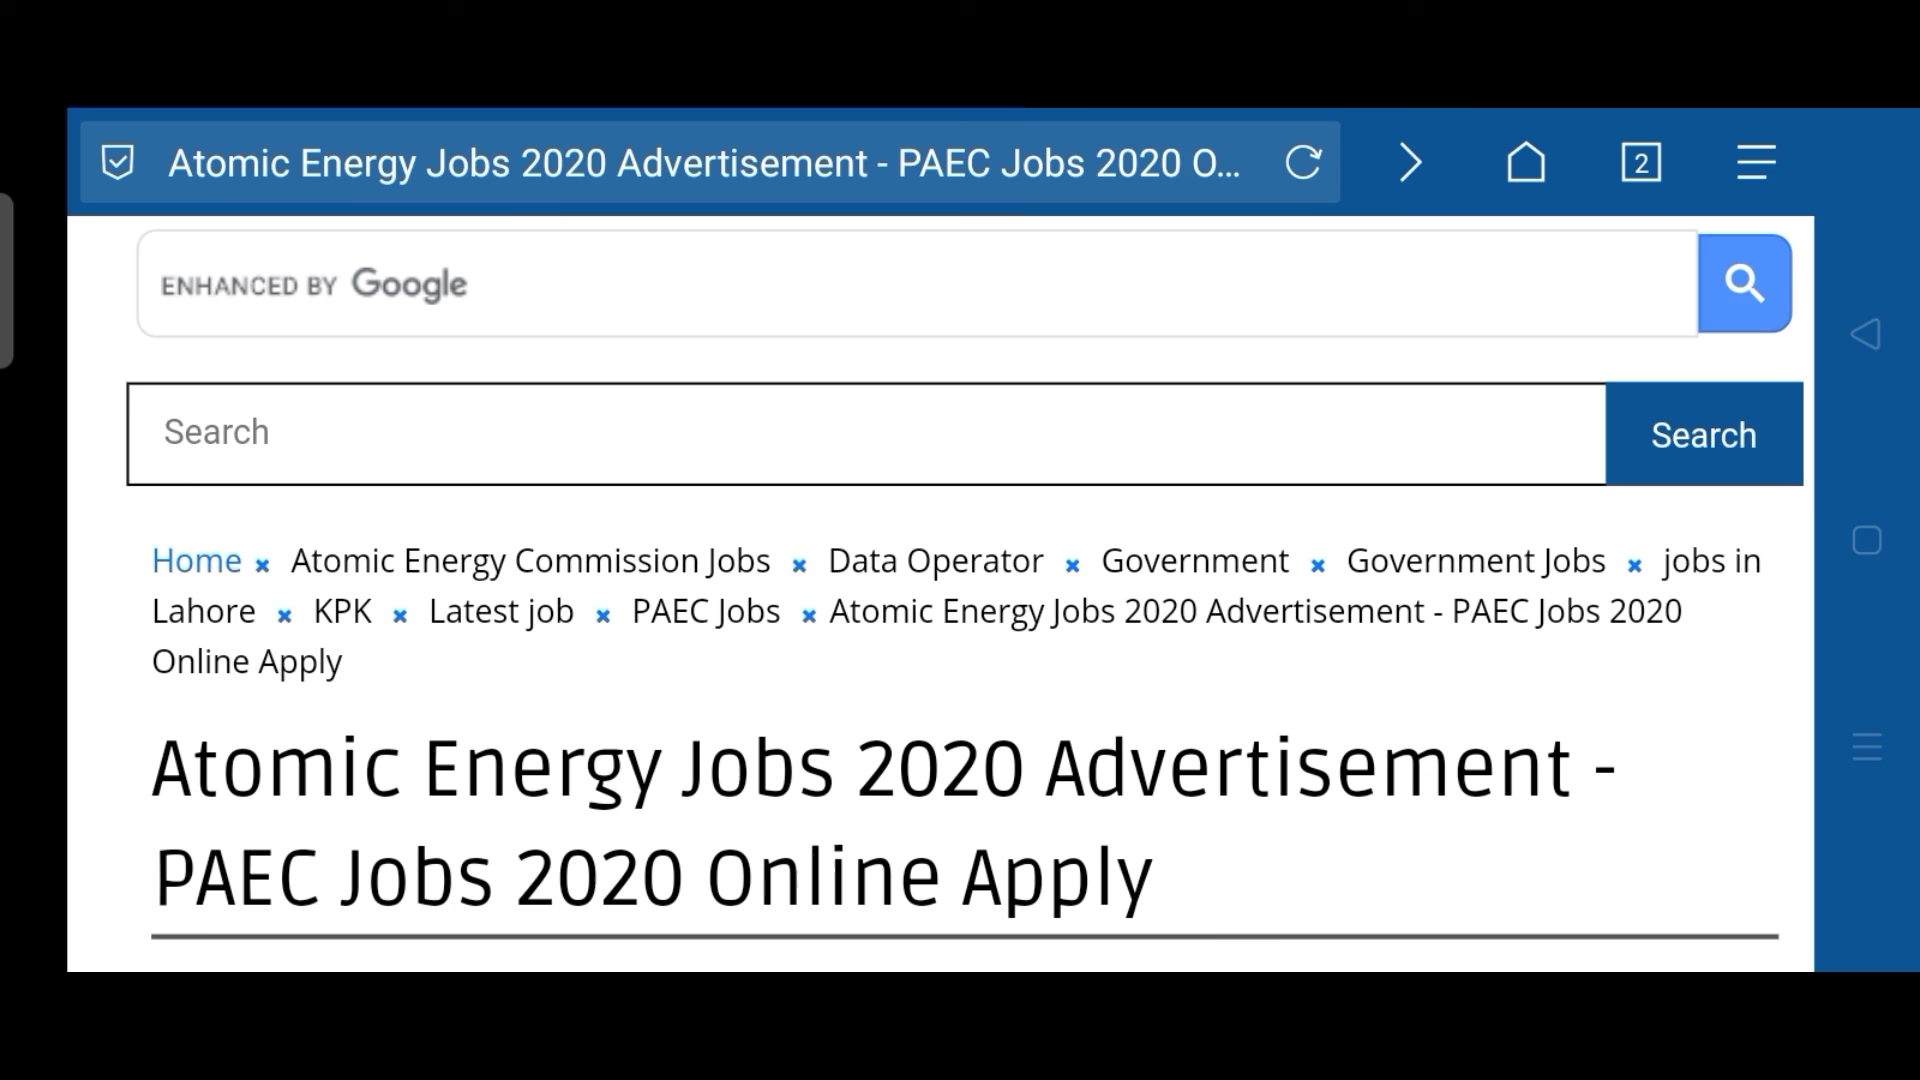 Atomic Energy Jobs 2020 Advertisement - PAEC Jobs 2020 O...
2
ENHANCED BY Google
Search
Search
Home × Atomic Energy Commission Jobs × Data Operator × Government × Government Jobs × jobs in
Lahore × KPK × Latest job × PAEC Jobs × Atomic Energy Jobs 2020 Advertisement - PAEC Jobs 2020
Online Apply
Atomic Energy Jobs 2020 Advertisement -
PAEC Jobs 2020 Online Apply